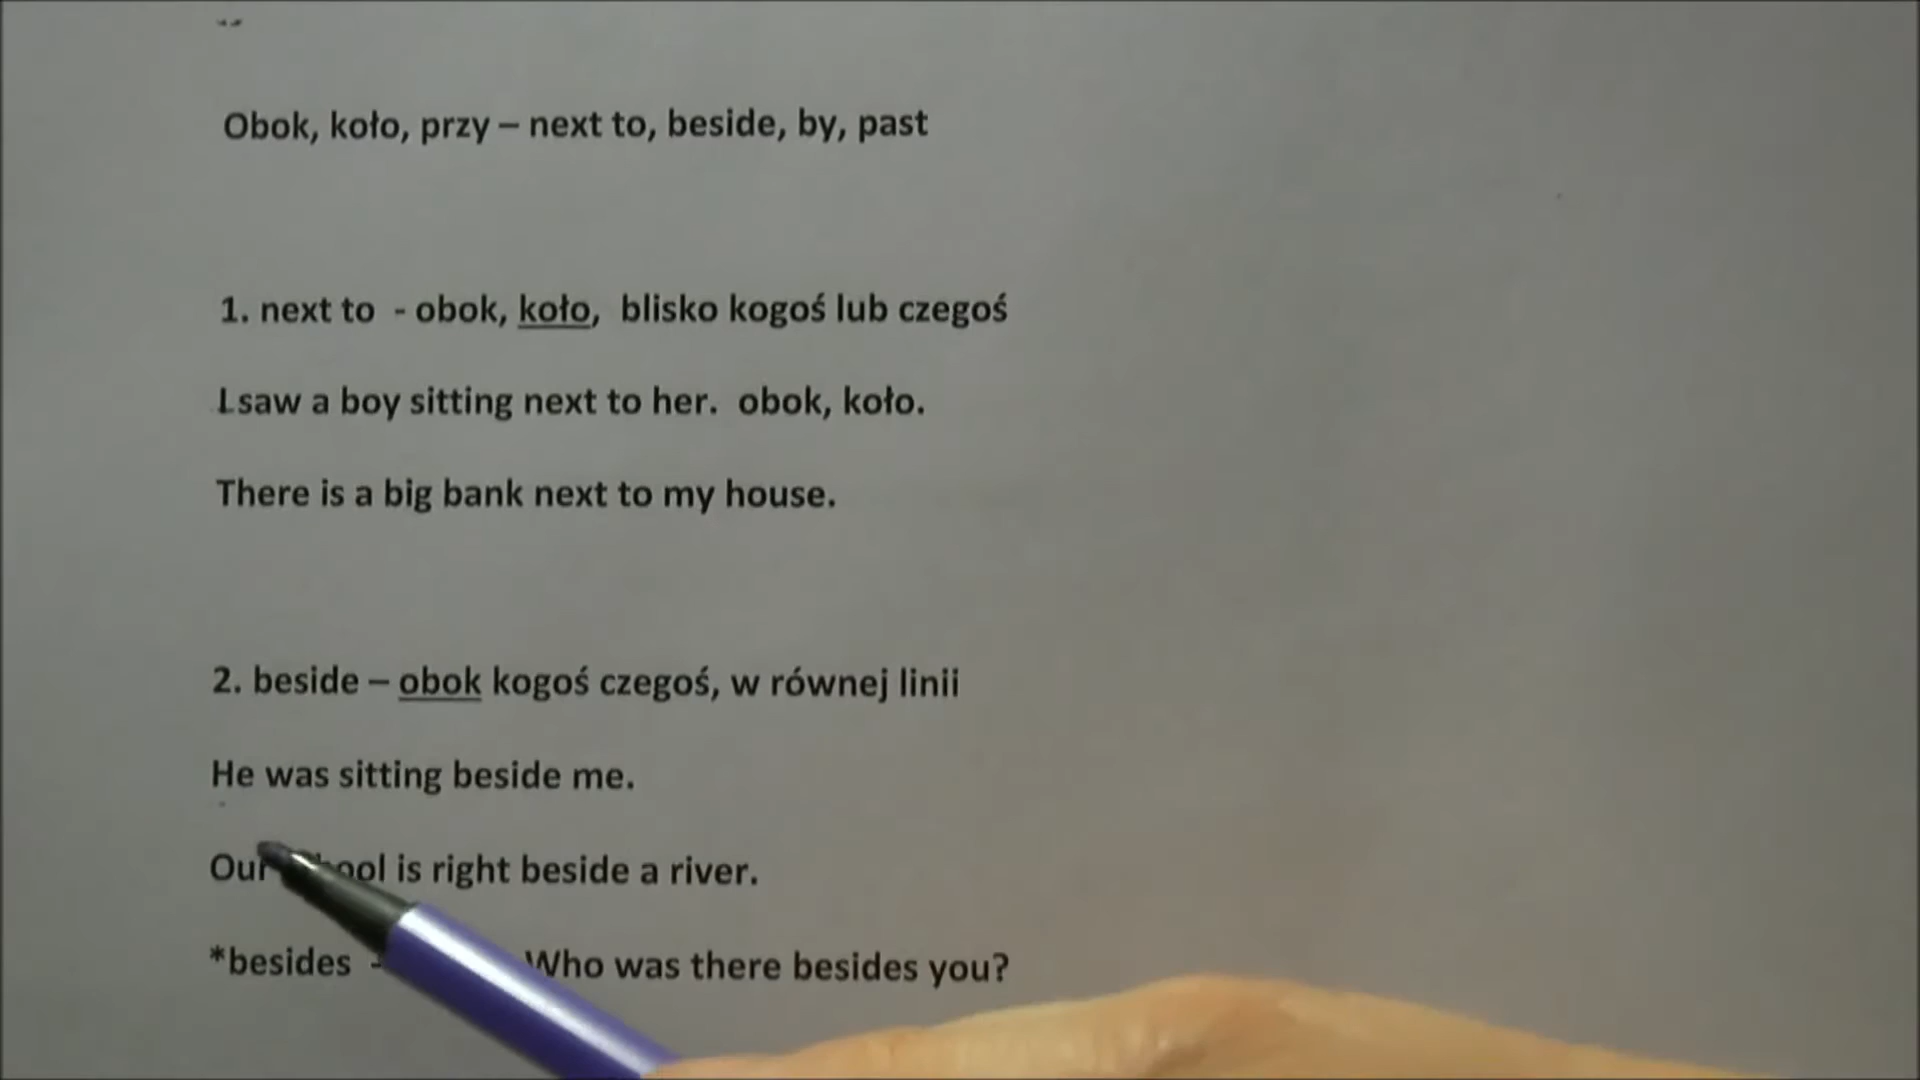 Obok, koło, przy – next to, beside, by, past
1. next to - obok, koło, blisko kogoś lub czegoś
I saw a boy sitting next to her. obok, koło.
There is a big bank next to my house.
2. beside – obok kogoś czegoś, w równej linii
He was sitting beside me.
Our is right beside a river.
*besides - Who was there besides you?